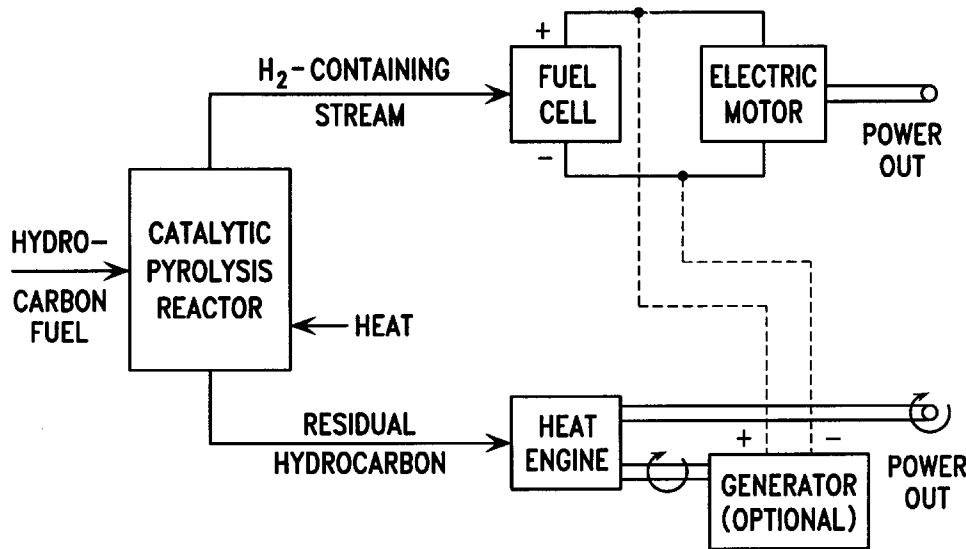 H₂-CONTAINING
STREAM
+
FUEL
CELL
−
ELECTRIC
MOTOR
POWER
OUT
HYDRO-
CARBON
FUEL
CATALYTIC
PYROLYSIS
REACTOR
HEAT
RESIDUAL
HYDROCARBON
HEAT
ENGINE
+ −
GENERATOR
(OPTIONAL)
POWER
OUT